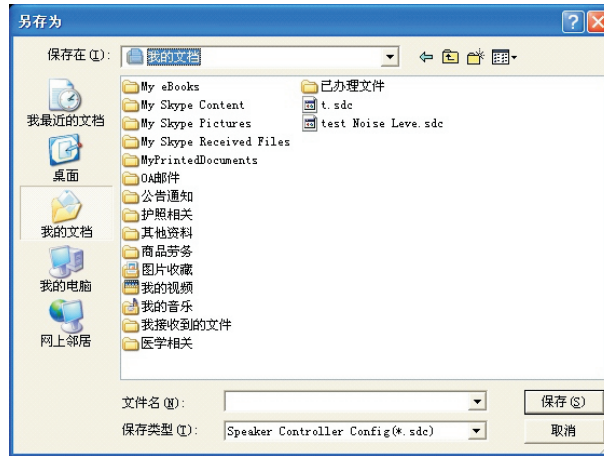 另存为
保存在(I):
我的文档
我最近的文档
桌面
我的文档
我的电脑
网上邻居
My eBooks
My Skype Content
My Skype Pictures
My Skype Received Files
MyPrintedDocuments
OA邮件
公告通知
护照相关
其他资料
商品劳务
图片收藏
我的视频
我的音乐
我接收到的文件
医学相关
已办理文件
t.sdc
test Noise Leve.sdc
文件名(N):
保存(S)
保存类型(T):
Speaker Controller Config(*.sdc)
取消